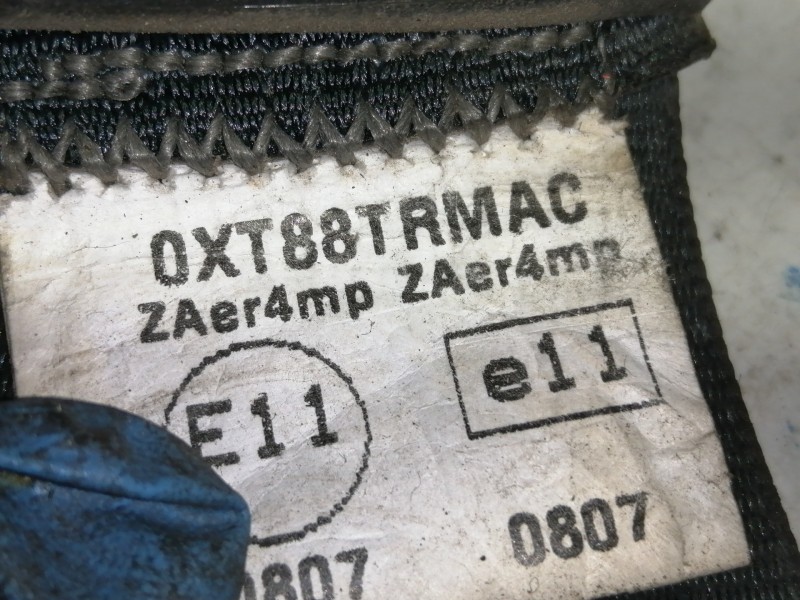 0XT88TRMAC
ZAer4mp ZAer4mp
E11 e11
0807 0807